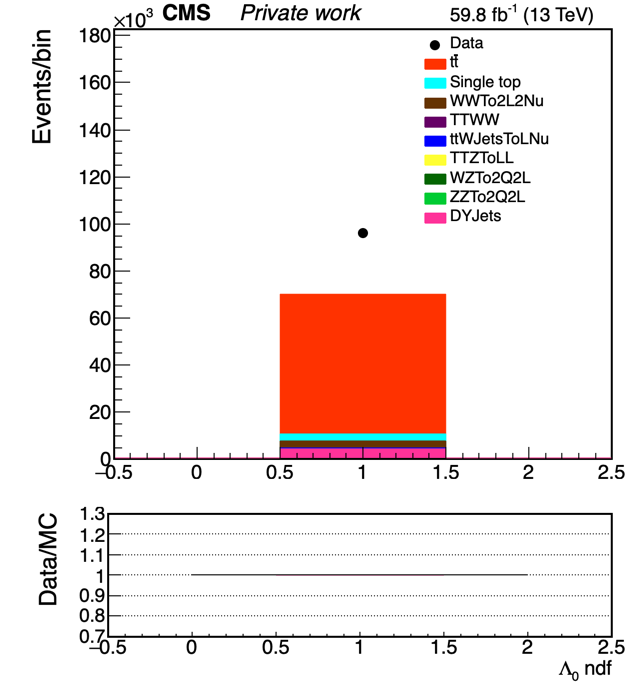 ×10³ CMS Private work 59.8 fb⁻¹ (13 TeV)
Events/bin
180
160
140
120
100
80
60
40
20
0
−0.5 0 0.5 1 1.5 2 2.5
Data
tt̄
Single top
WWTo2L2Nu
TTWW
ttWJetsToLNu
TTZToLL
WZTo2Q2L
ZZTo2Q2L
DYJets
Data/MC
1.3
1.2
1.1
1
0.9
0.8
0.7
−0.5 0 0.5 1 1.5 2 2.5
Λ₀ ndf